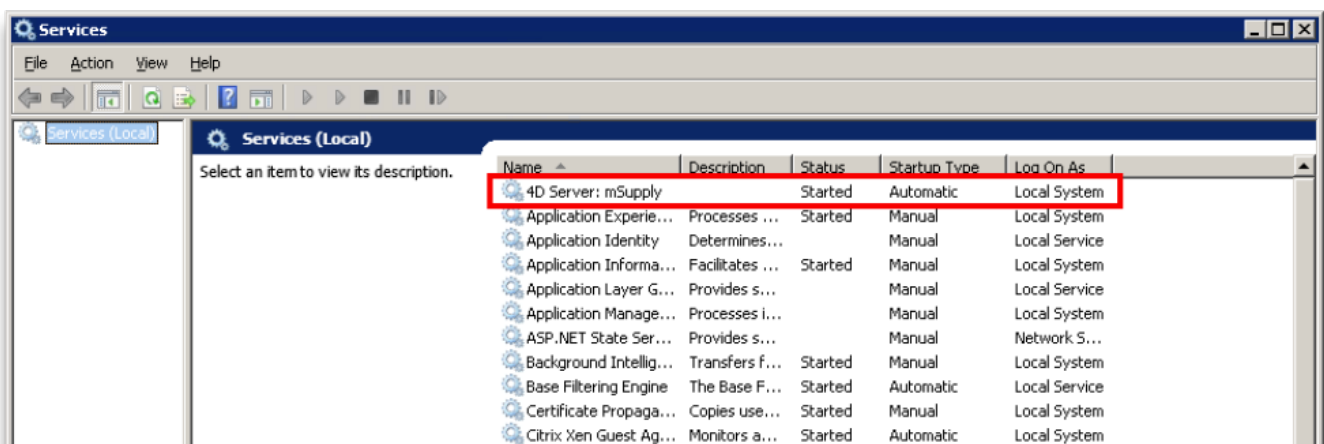 Services
File Action View Help
Services (Local)
Services (Local)
Select an item to view its description.
Name Description Status Startup Type Log On As
4D Server: mSupply Started Automatic Local System
Application Experie... Processes ... Started Manual Local System
Application Identity Determines... Manual Local Service
Application Informa... Facilitates ... Started Manual Local System
Application Layer G... Provides s... Manual Local Service
Application Manage... Processes i... Manual Local System
ASP.NET State Ser... Provides s... Manual Network S...
Background Intellig... Transfers f... Started Manual Local System
Base Filtering Engine The Base F... Started Automatic Local Service
Certificate Propaga... Copies use... Started Manual Local System
Citrix Xen Guest Ag... Monitors a... Started Automatic Local System